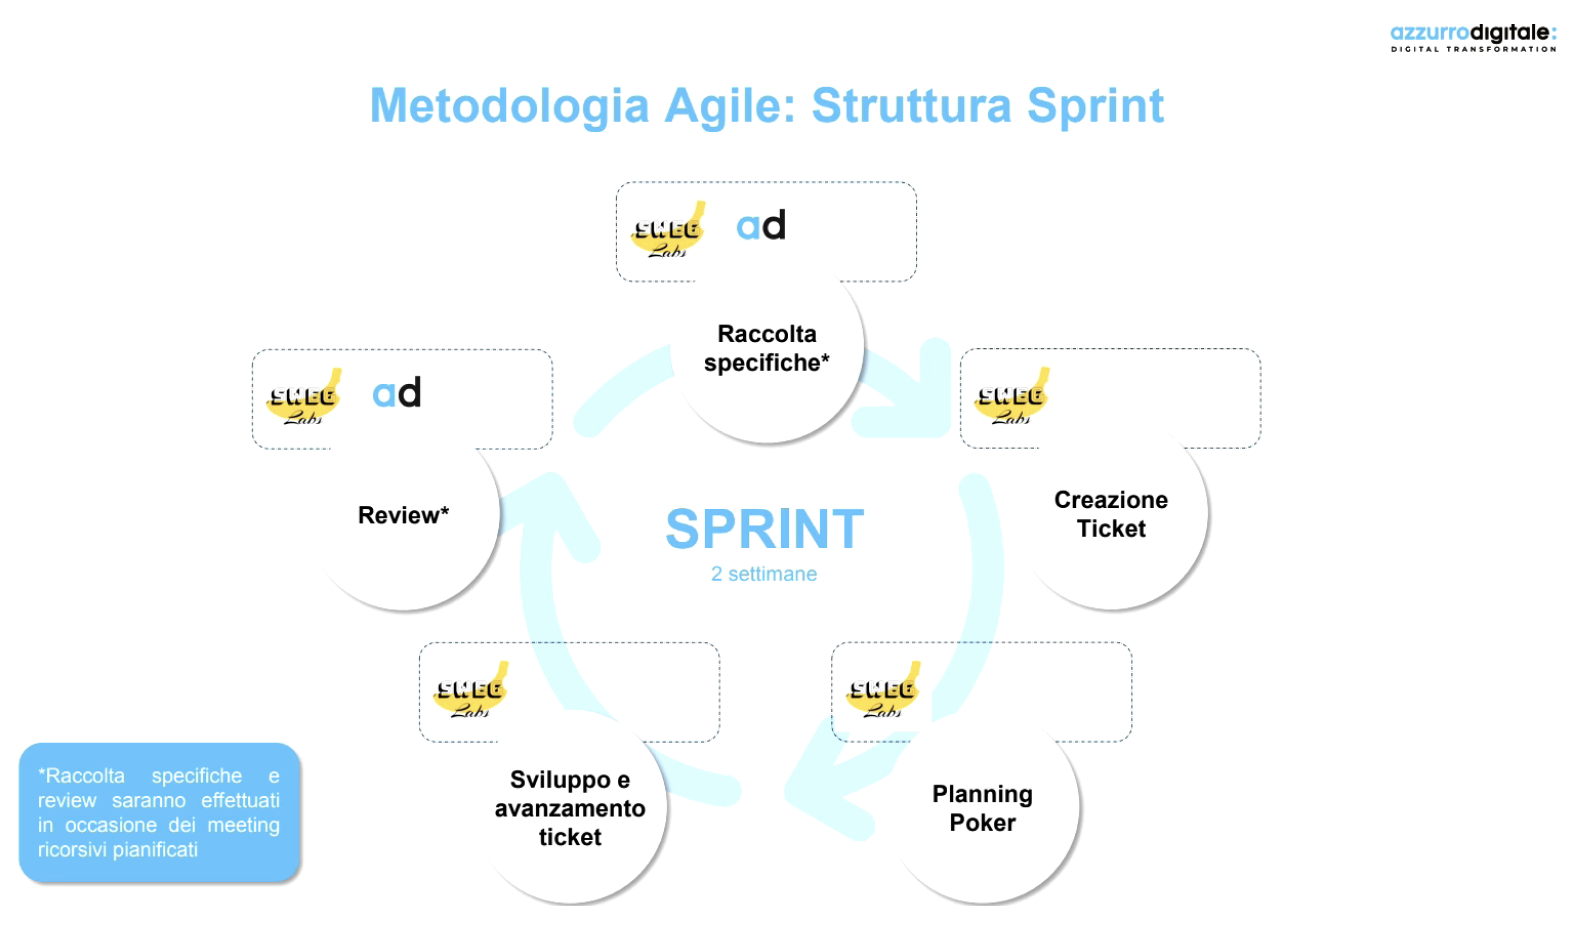 azzurrodigitale:
DIGITAL TRANSFORMATION
Metodologia Agile: Struttura Sprint
SWEG
Labs
ad
Raccolta
specifiche*
SWEG
Labs
ad
Review*
SWEG
Labs
Creazione
Ticket
SPRINT
2 settimane
SWEG
Labs
Sviluppo e
avanzamento
ticket
SWEG
Labs
Planning
Poker
*Raccolta specifiche e
review saranno effettuati
in occasione dei meeting
ricorsivi pianificati